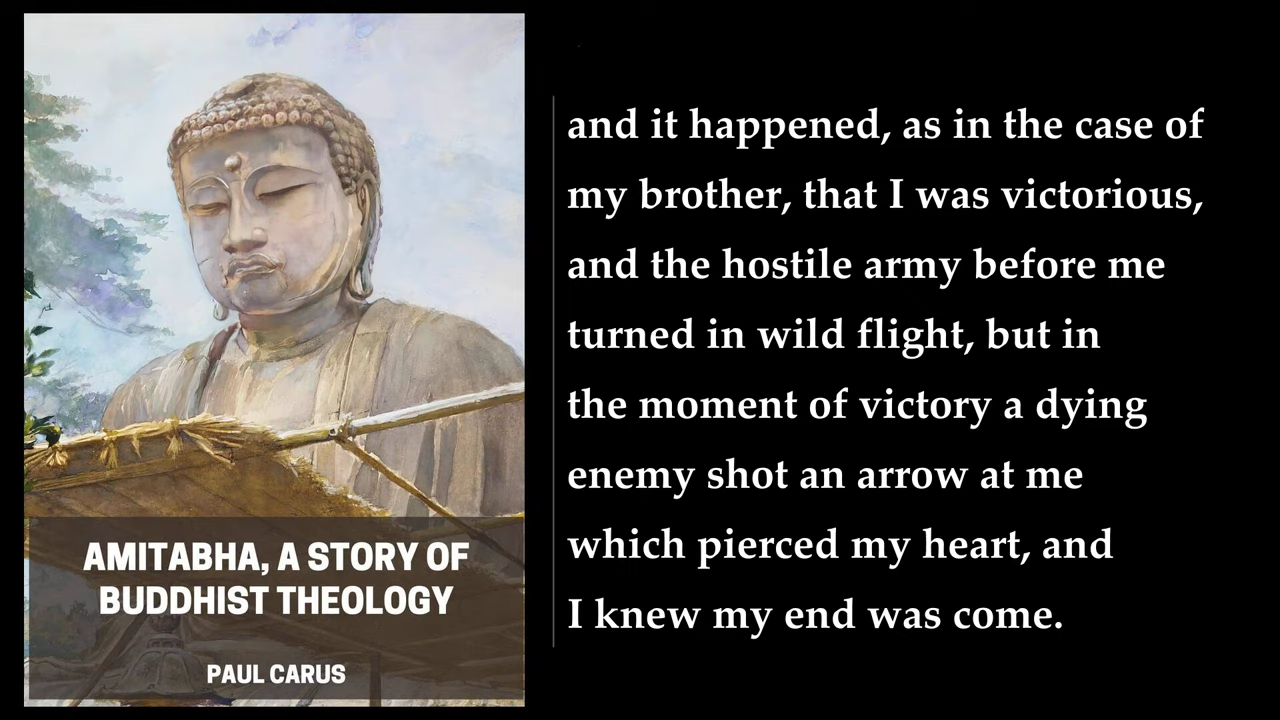 AMITABHA, A STORY OF
BUDDHIST THEOLOGY
PAUL CARUS
and it happened, as in the case of
my brother, that I was victorious,
and the hostile army before me
turned in wild flight, but in
the moment of victory a dying
enemy shot an arrow at me
which pierced my heart, and
I knew my end was come.